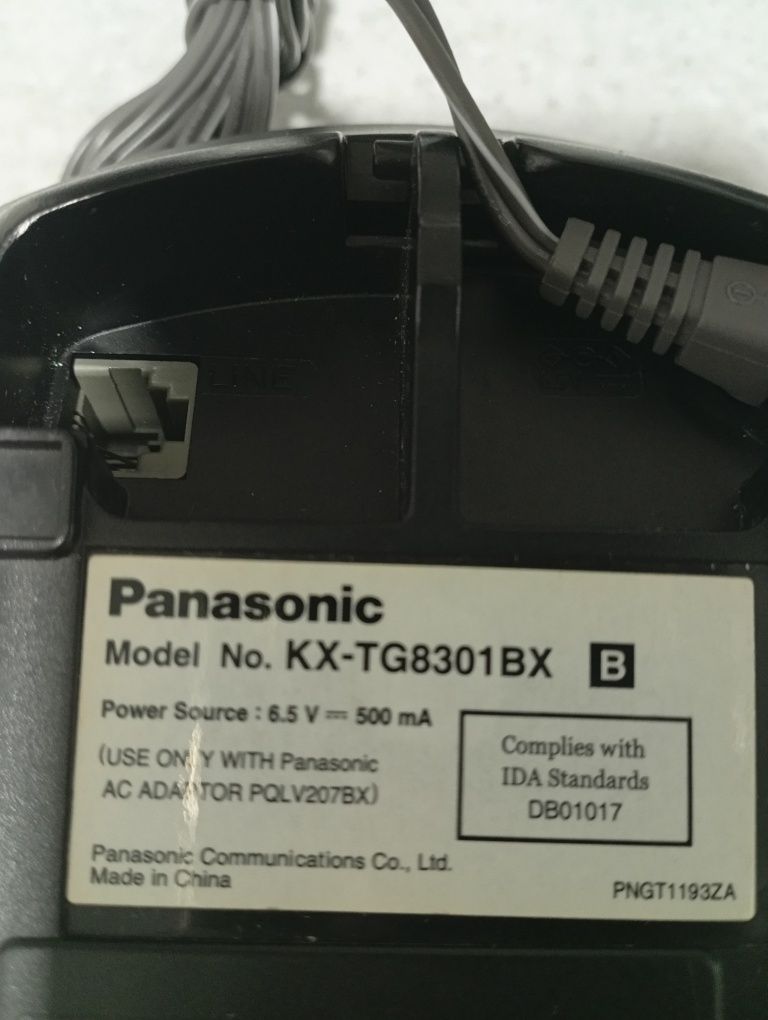 LINE
Panasonic
Model No. KX-TG8301BX B
Power Source : 6.5 V ⎓ 500 mA
(USE ONLY WITH Panasonic
AC ADAPTOR PQLV207BX)
Complies with
IDA Standards
DB01017
Panasonic Communications Co., Ltd.
Made in China
PNGT1193ZA